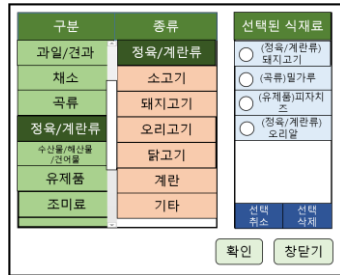 구분
과일/견과
채소
곡류
정육/계란류
수산물/해산물
/건어물
유제품
조미료
종류
정육/계란류
소고기
돼지고기
오리고기
닭고기
계란
기타
선택된 식재료
(정육/계란류)
돼지고기
(곡류)밀가루
(유제품)피자치
즈
(정육/계란류)
오리알
선택
취소
선택
삭제
확인
창닫기